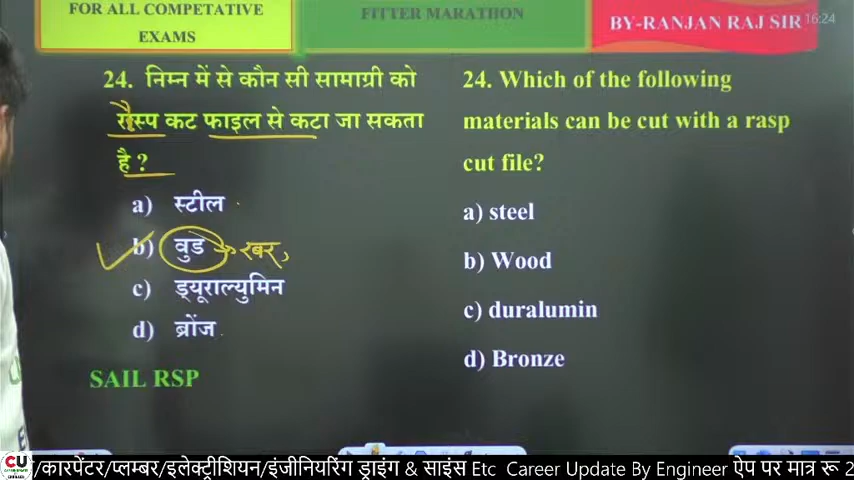 FOR ALL COMPETATIVE
EXAMS
FITTER MARATHON
BY-RANJAN RAJ SIR
16:24
24. निम्न में से कौन सी सामाग्री को
रास्प कट फाइल से कटा जा सकता
है ?
a) स्टील
b) वुड → रबर,
c) ड्यूराल्युमिन
d) ब्रोंज
SAIL RSP
24. Which of the following
materials can be cut with a rasp
cut file?
a) steel
b) Wood
c) duralumin
d) Bronze
CU
/कारपेंटर/प्लम्बर/इलेक्ट्रीशियन/इंजीनियरिंग ड्राइंग & साइंस Etc Career Update By Engineer ऐप पर मात्र रू 2